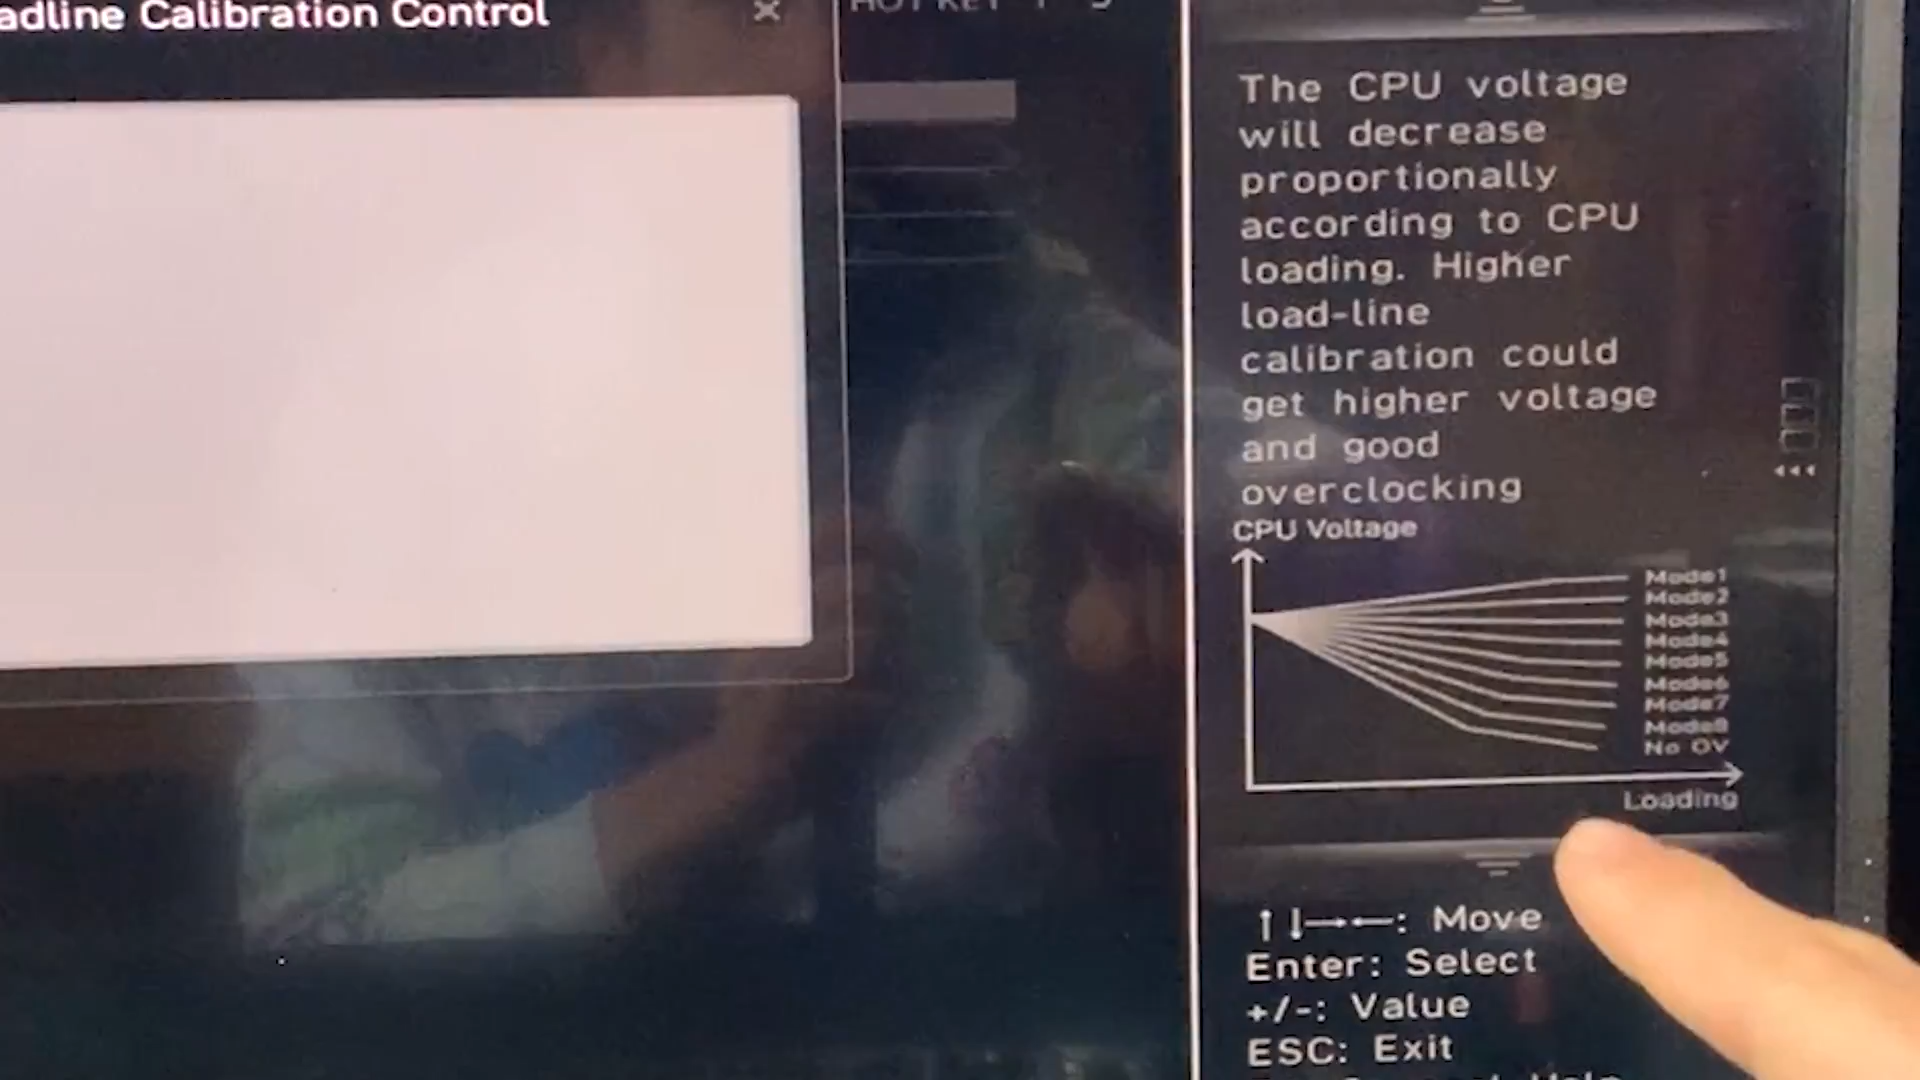 adline Calibration Control
HOT KEY
The CPU voltage
will decrease
proportionally
according to CPU
loading. Higher
load-line
calibration could
get higher voltage
and good
overclocking
CPU Voltage
Mode1
Mode2
Mode3
Mode4
Mode5
Mode6
Mode7
Mode8
No OV
Loading
↑↓→←: Move
Enter: Select
+/-: Value
ESC: Exit